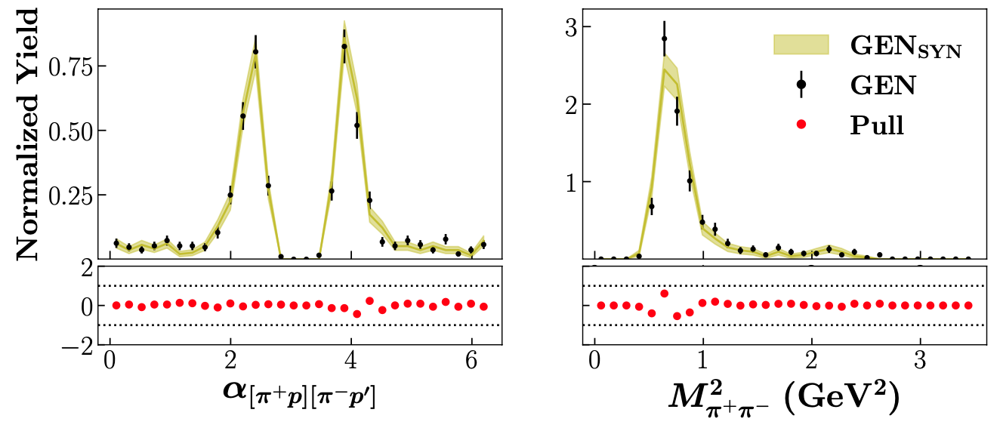 Normalized Yield
0.75
0.50
0.25
2
0
−2
0 2 4 6
α[π⁺p][π⁻p′]
3
2
1
GEN_SYN
GEN
Pull
0 1 2 3
M²π⁺π⁻ (GeV²)